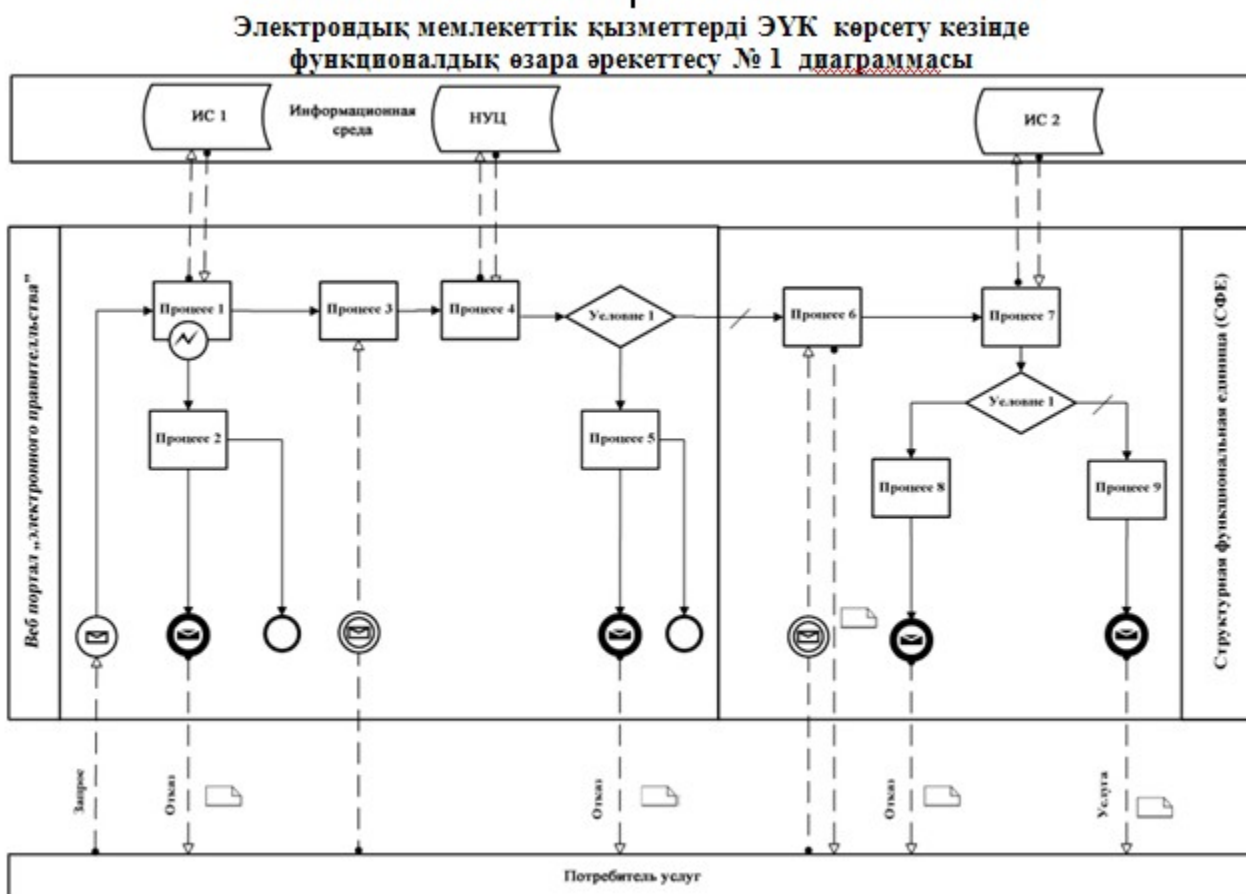 Электрондық мемлекеттік қызметтерді ЭҮК көрсету кезінде
функционалдық өзара әрекеттесу № 1 диаграммасы
ИС 1
Информационная
среда
НУЦ
ИС 2
Веб портал „электронного правителльства”
Процесс 1
Процесс 3
Процесс 4
Условие 1
Процесс 6
Процесс 7
Процесс 2
Процесс 5
Условие 1
Процесс 8
Процесс 9
Структурная функциональная единица (СФЕ)
Запрос
Отказ
Отказ
Отказ
Услуга
Потребитель услуг